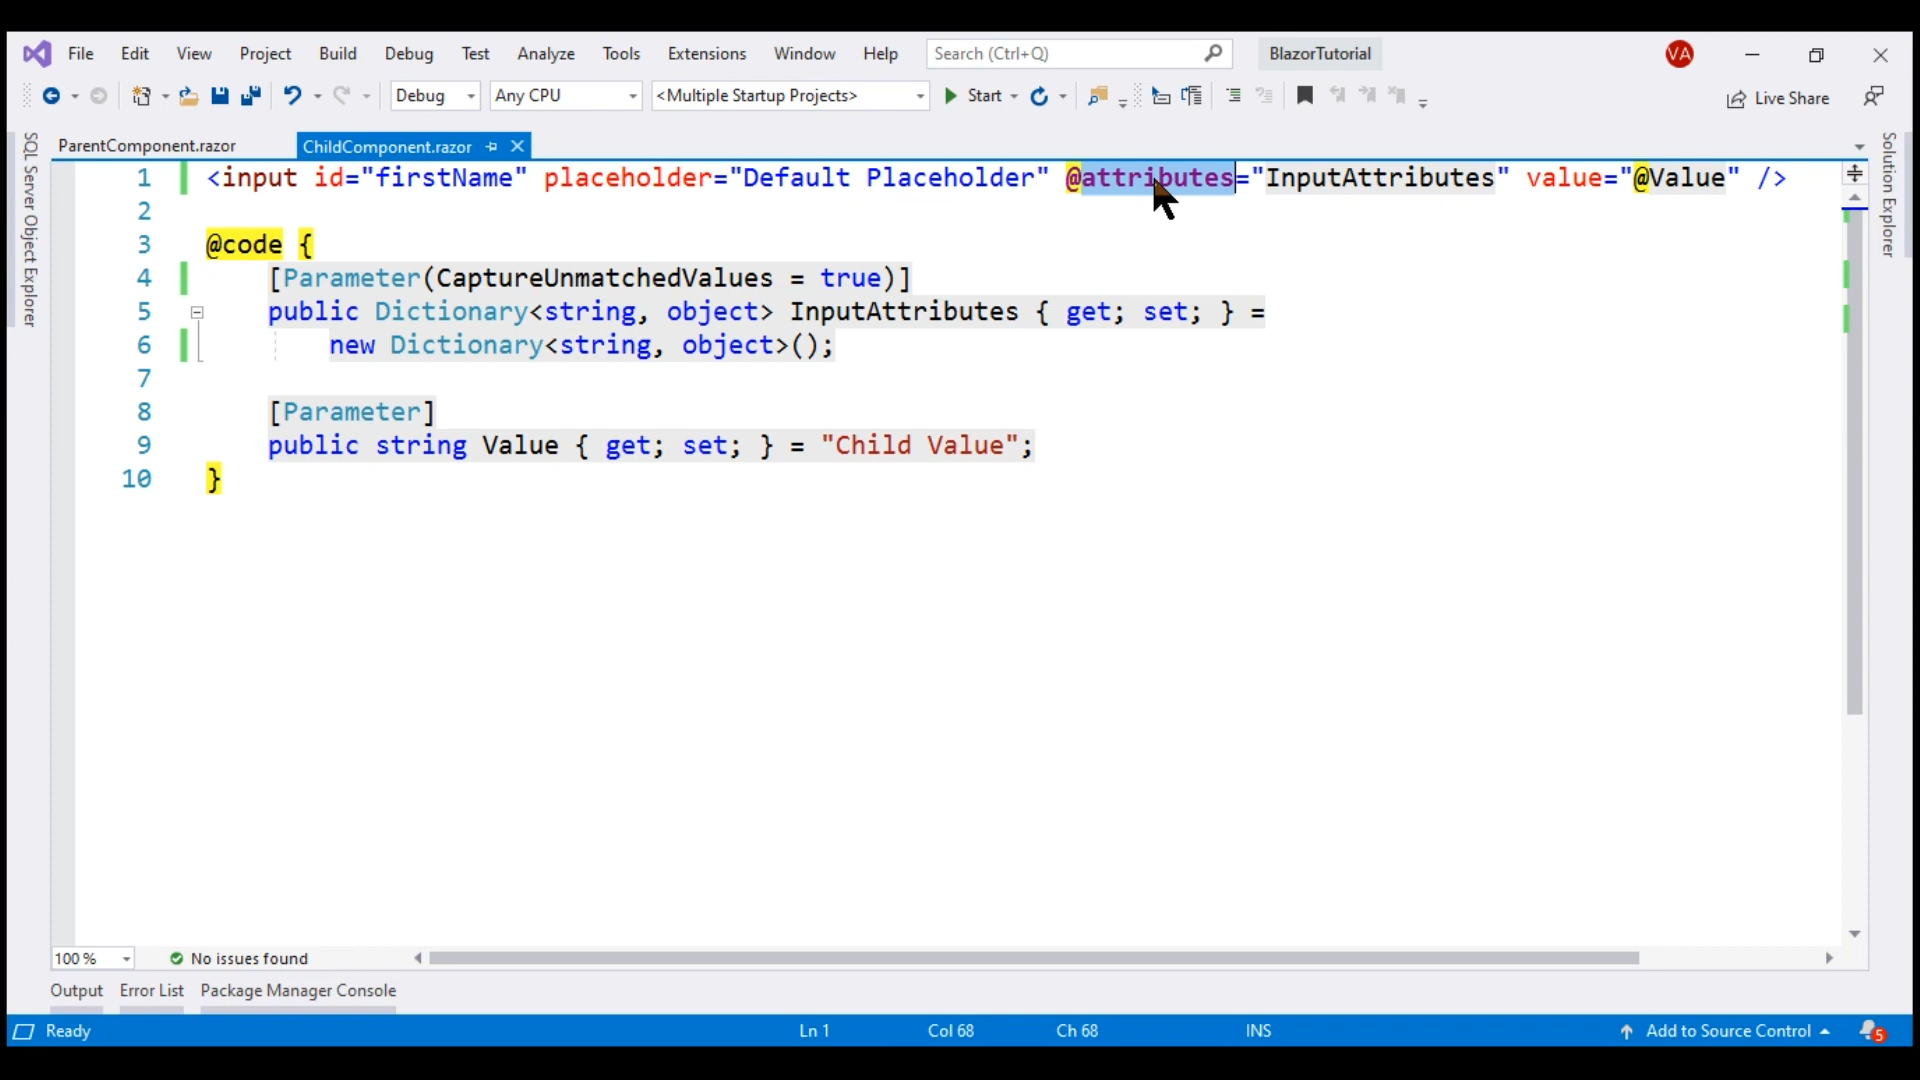 File Edit View Project Build Debug Test Analyze Tools Extensions Window Help Search (Ctrl+Q) BlazorTutorial VA
Debug Any CPU <Multiple Startup Projects> Start Live Share
SQL Server Object Explorer
ParentComponent.razor ChildComponent.razor
Solution Explorer
1 <input id="firstName" placeholder="Default Placeholder" @attributes="InputAttributes" value="@Value" />
2
3 @code {
4 [Parameter(CaptureUnmatchedValues = true)]
5 public Dictionary<string, object> InputAttributes { get; set; } =
6 new Dictionary<string, object>();
7
8 [Parameter]
9 public string Value { get; set; } = "Child Value";
10 }
100 % No issues found
Output Error List Package Manager Console
Ready Ln 1 Col 68 Ch 68 INS Add to Source Control 5